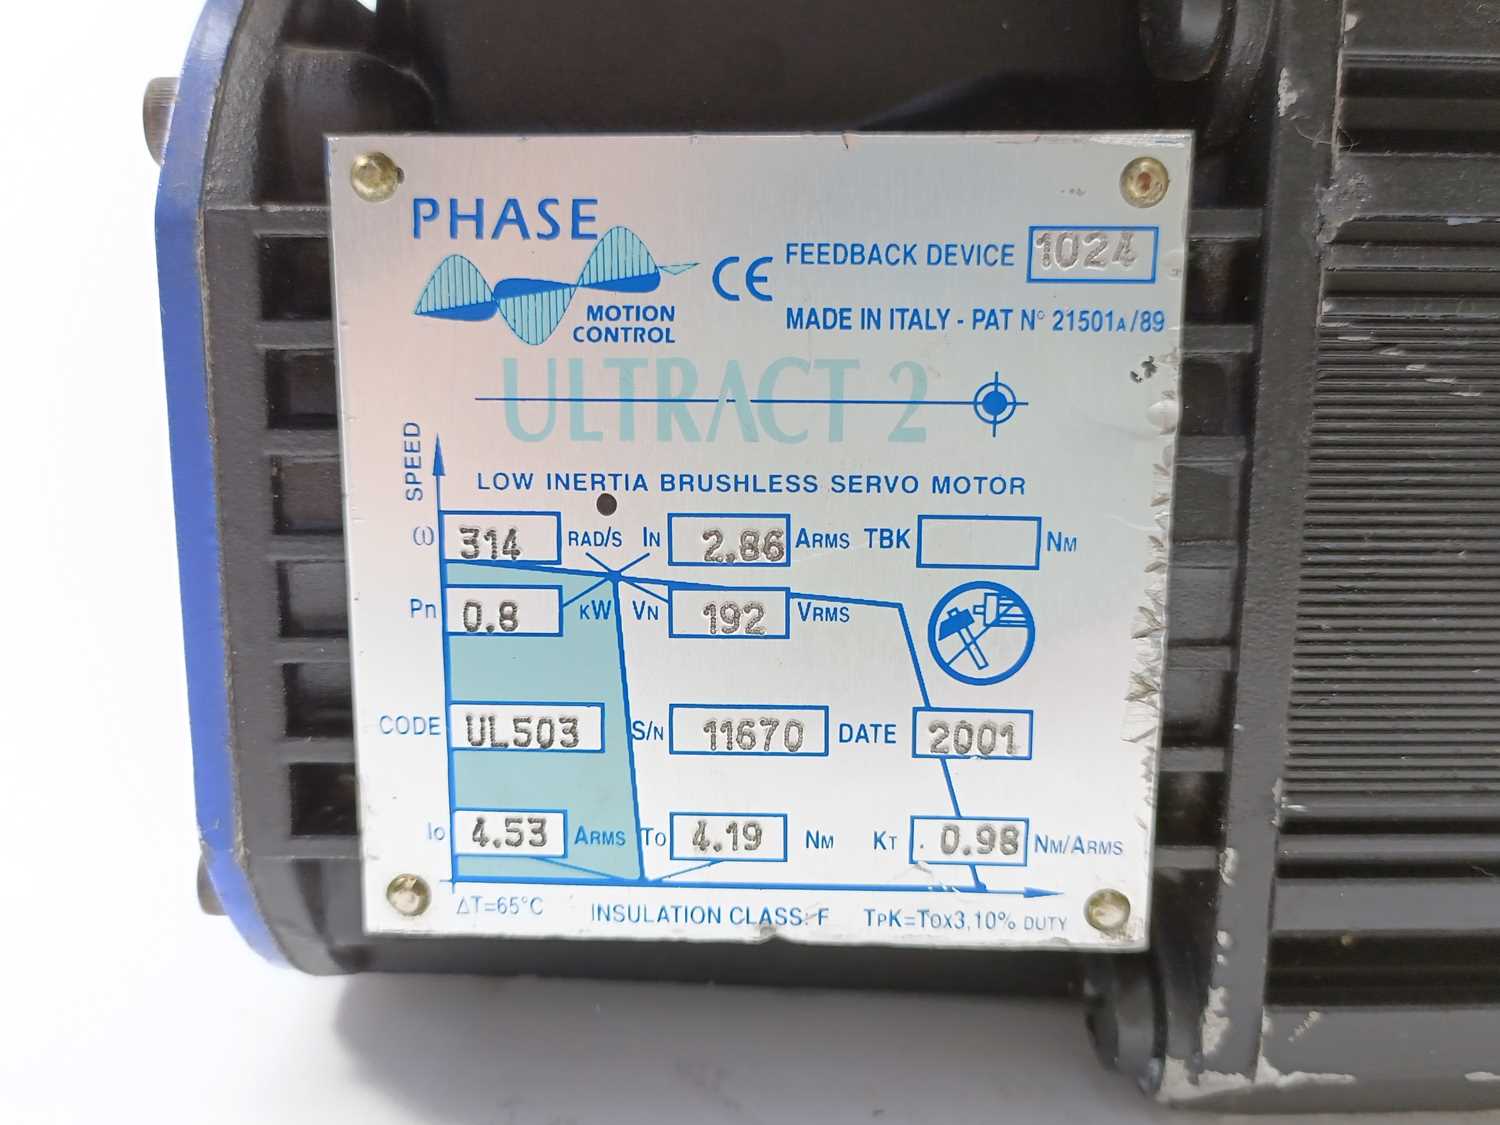 PHASE
MOTION
CONTROL
CE
FEEDBACK DEVICE 1024
MADE IN ITALY - PAT N° 21501A/89
ULTRACT 2
SPEED
LOW INERTIA BRUSHLESS SERVO MOTOR
ω 314 RAD/S IN 2.86 ARMS TBK NM
Pn 0.8 KW VN 192 VRMS
CODE UL503 S/N 11670 DATE 2001
Io 4.53 ARMS TO 4.19 NM KT 0.98 NM/ARMS
ΔT=65°C INSULATION CLASS: F TPK=TOX3,10% DUTY